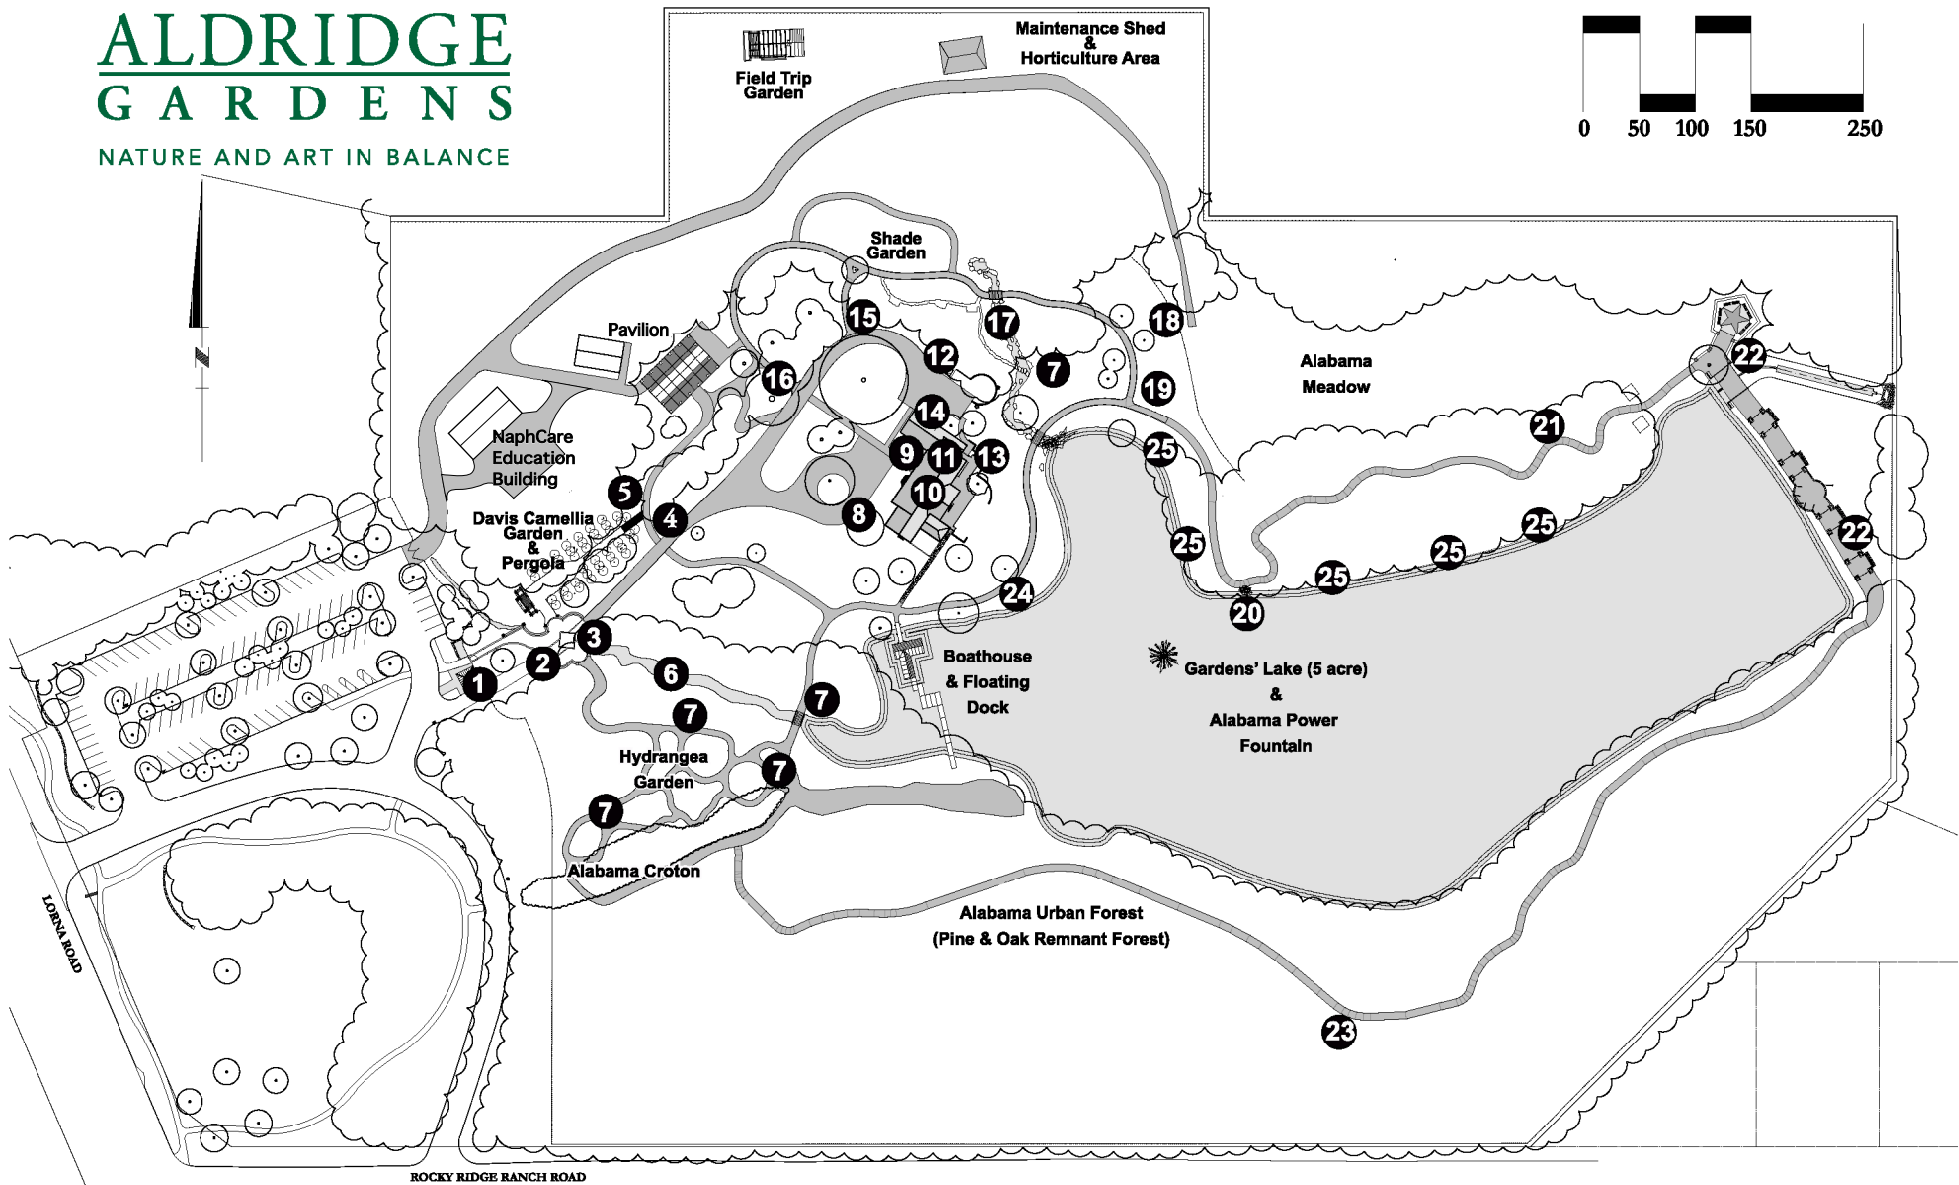 ALDRIDGE
GARDENS
NATURE AND ART IN BALANCE
Maintenance Shed
&
Horticulture Area
Field Trip
Garden
0 50 100 150 250
N
Shade
Garden
Pavilion
15
17
18
12
22
16
7
19
Alabama
Meadow
14
21
NaphCare
Education
Building
9
11
13
25
10
5
4
8
25
25
25
25
22
Davis Camellia
Garden
&
Pergola
24
20
3
2
1
6
Boathouse
& Floating
Dock
Gardens' Lake (5 acre)
&
Alabama Power
Fountain
7
7
Hydrangea
Garden
7
7
Alabama Croton
Alabama Urban Forest
(Pine & Oak Remnant Forest)
23
LORNA ROAD
ROCKY RIDGE RANCH ROAD